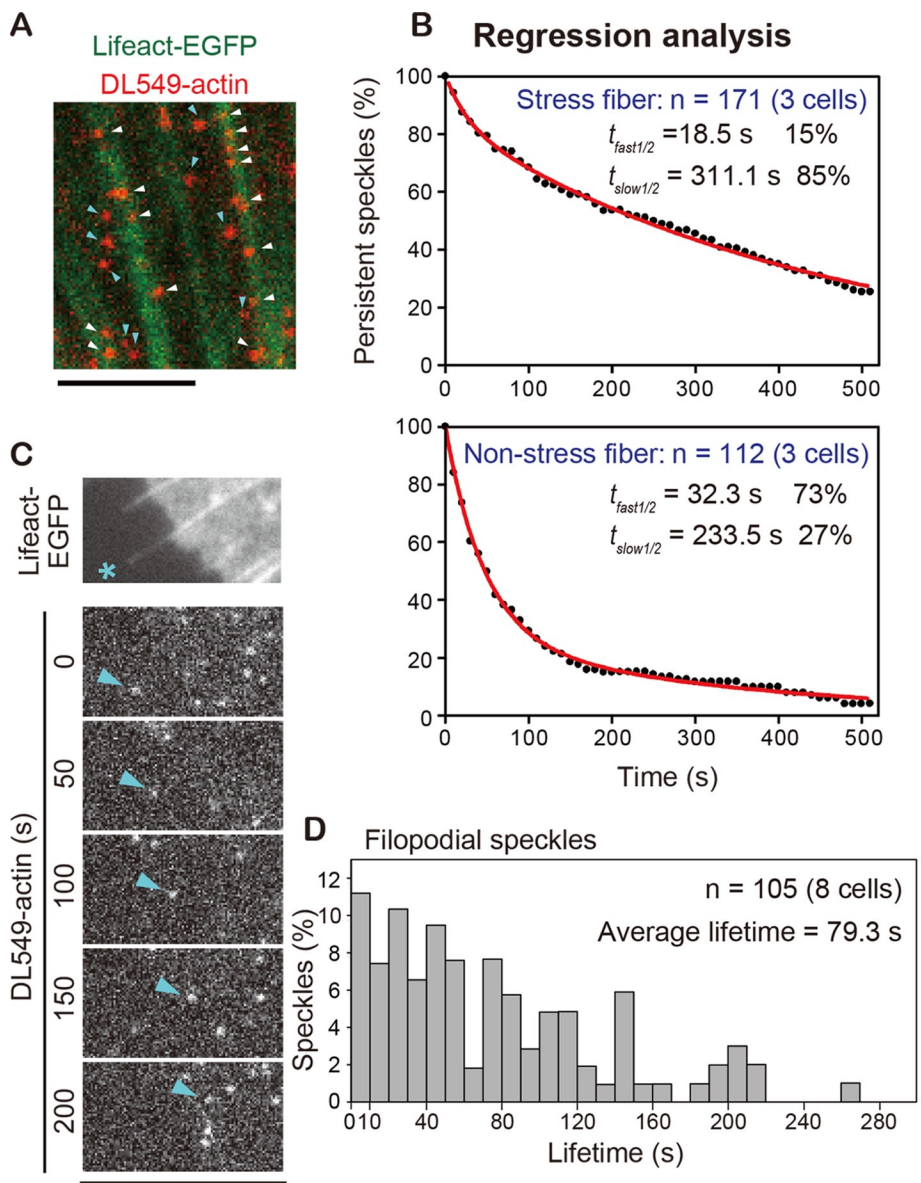 A
Lifeact-EGFP
DL549-actin
B
Regression analysis
Persistent speckles (%)
100
80
60
40
20
0
Stress fiber: n = 171 (3 cells)
tfast1/2 =18.5 s 15%
tslow1/2 = 311.1 s 85%
0 100 200 300 400 500
100
80
60
40
20
0
Non-stress fiber: n = 112 (3 cells)
tfast1/2 = 32.3 s 73%
tslow1/2 = 233.5 s 27%
0 100 200 300 400 500
Time (s)
C
Lifeact-
EGFP
*
DL549-actin (s)
0
50
100
150
200
D
Filopodial speckles
Speckles (%)
12
10
8
6
4
2
0
n = 105 (8 cells)
Average lifetime = 79.3 s
0 10 40 80 120 160 200 240 280
Lifetime (s)